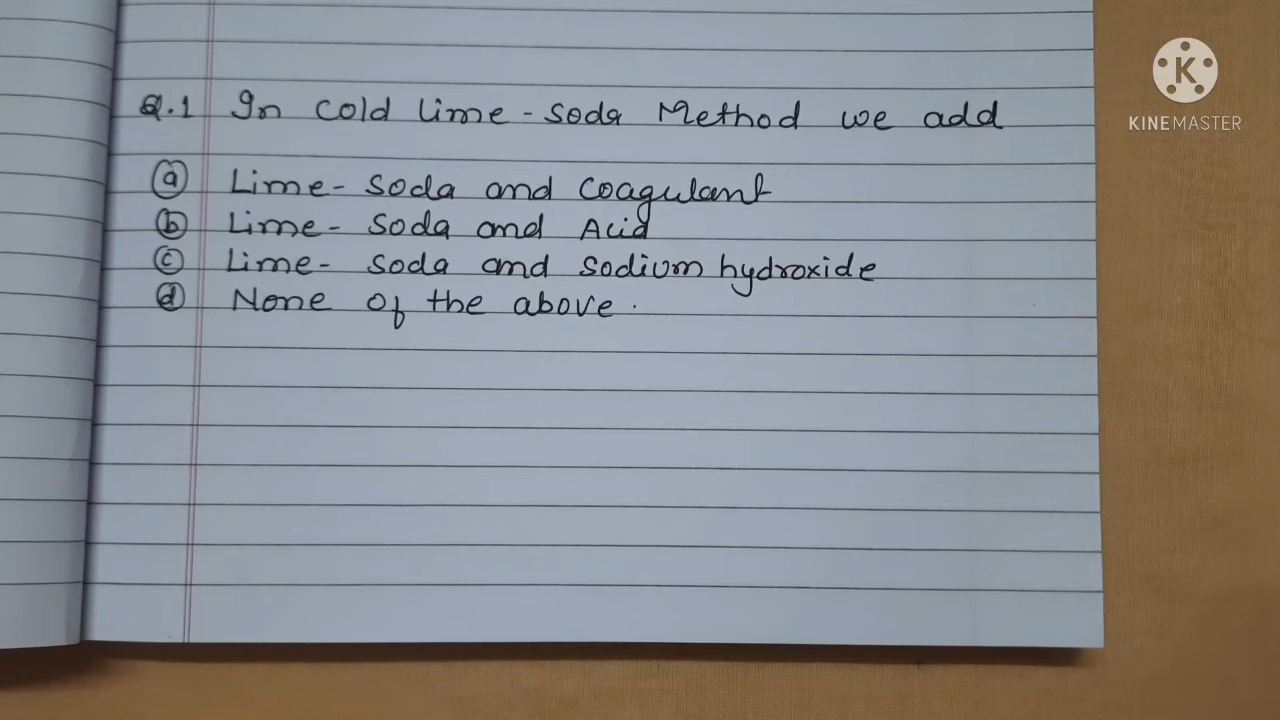 Q.1 In Cold Lime-Soda Method we add
ⓐ Lime-Soda and Coagulant
ⓑ Lime-Soda and Acid
ⓒ Lime-Soda and Sodium hydroxide
ⓓ None of the above.
K
KINEMASTER